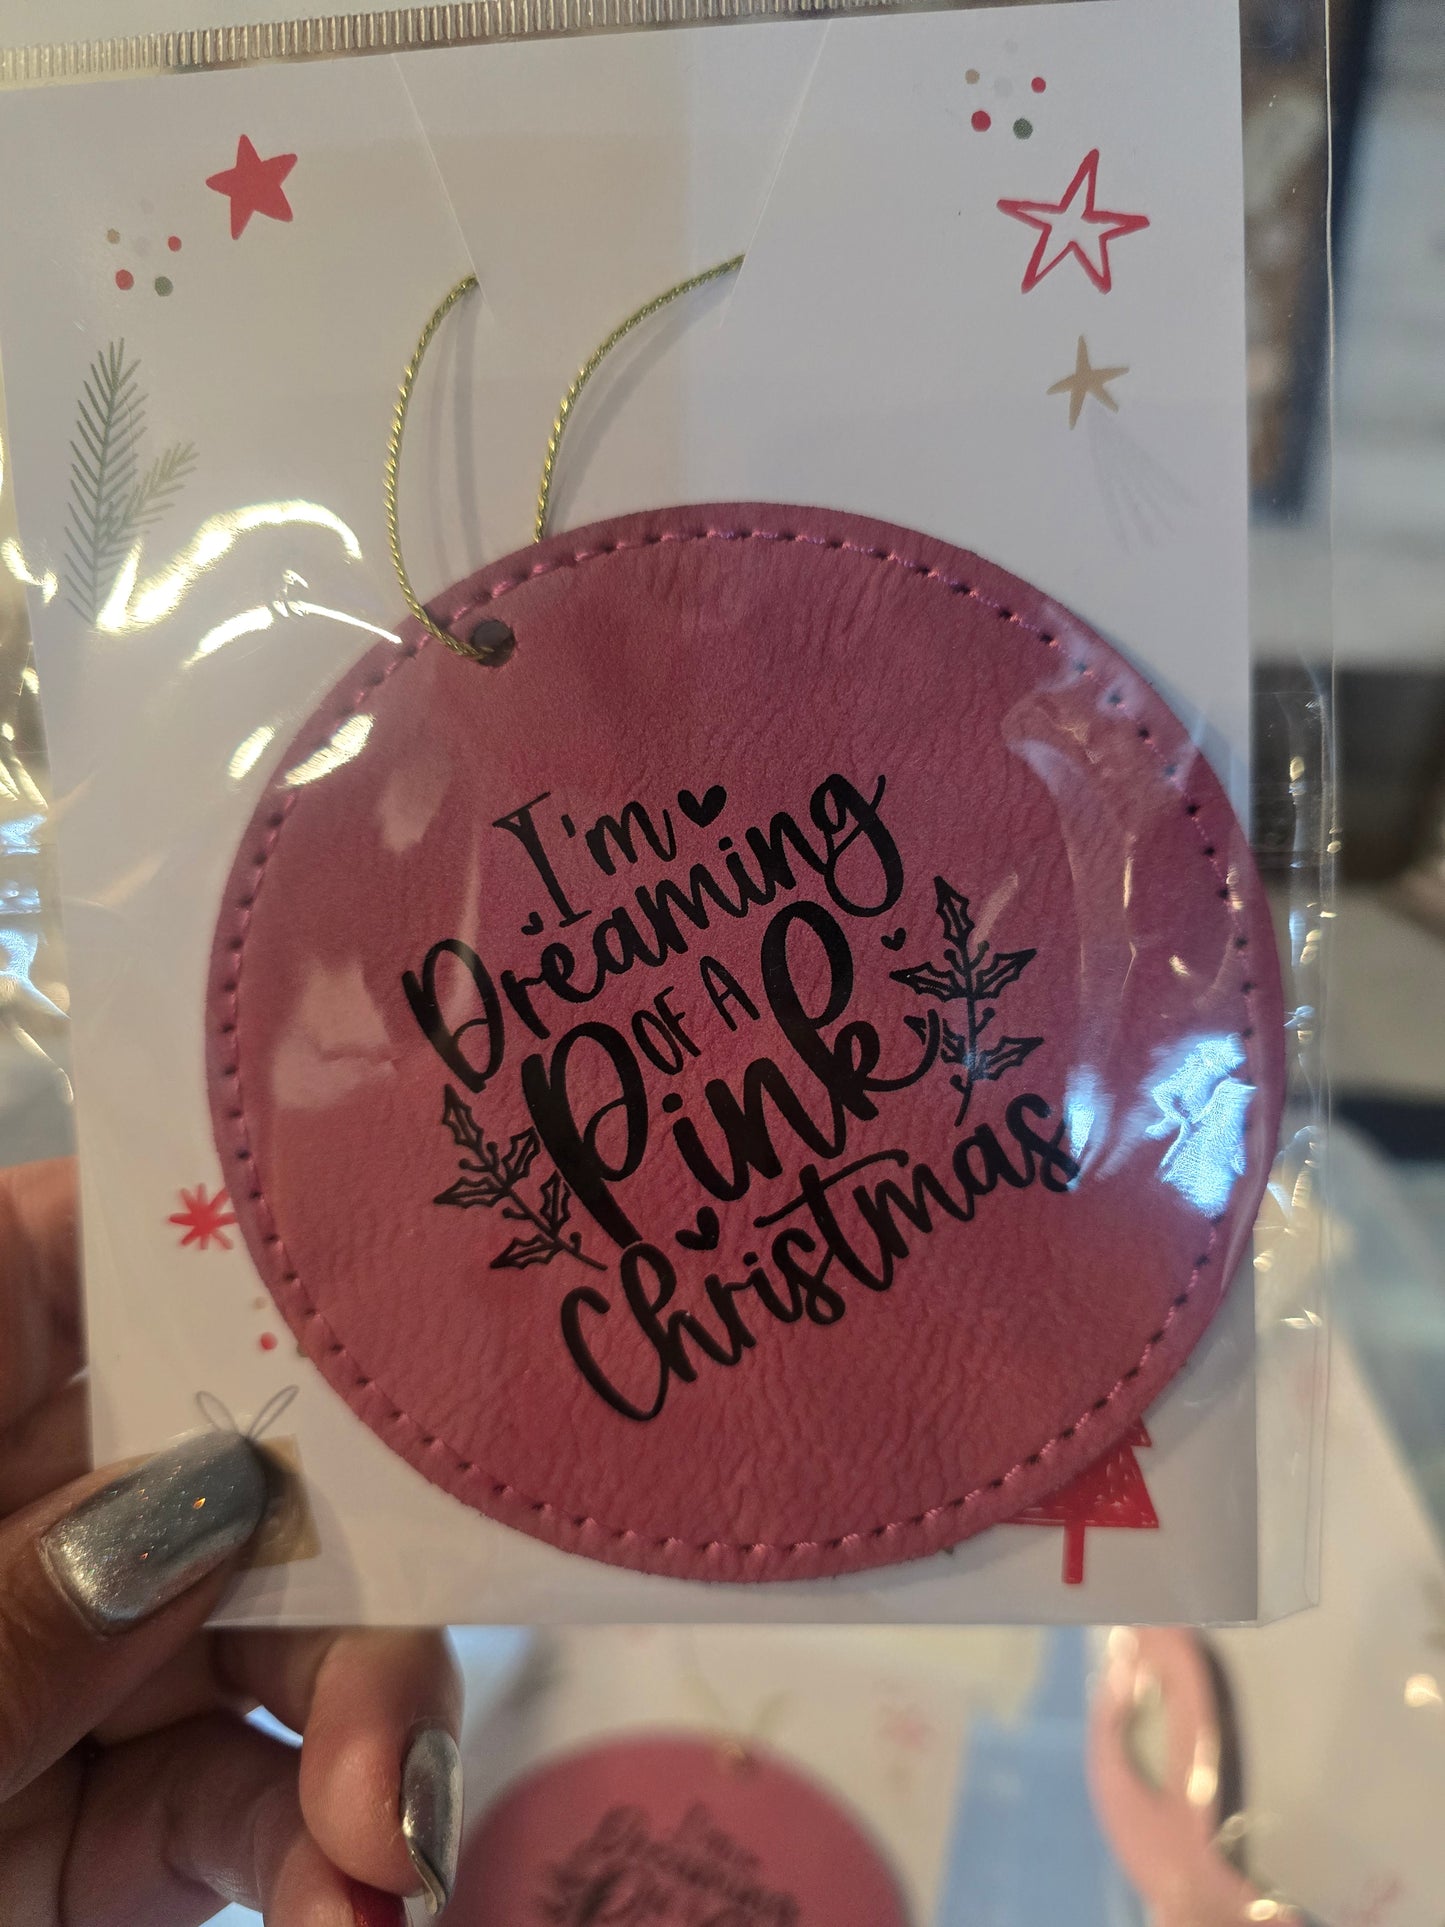 I'm
Dreaming
OF A
Pink
Christmas